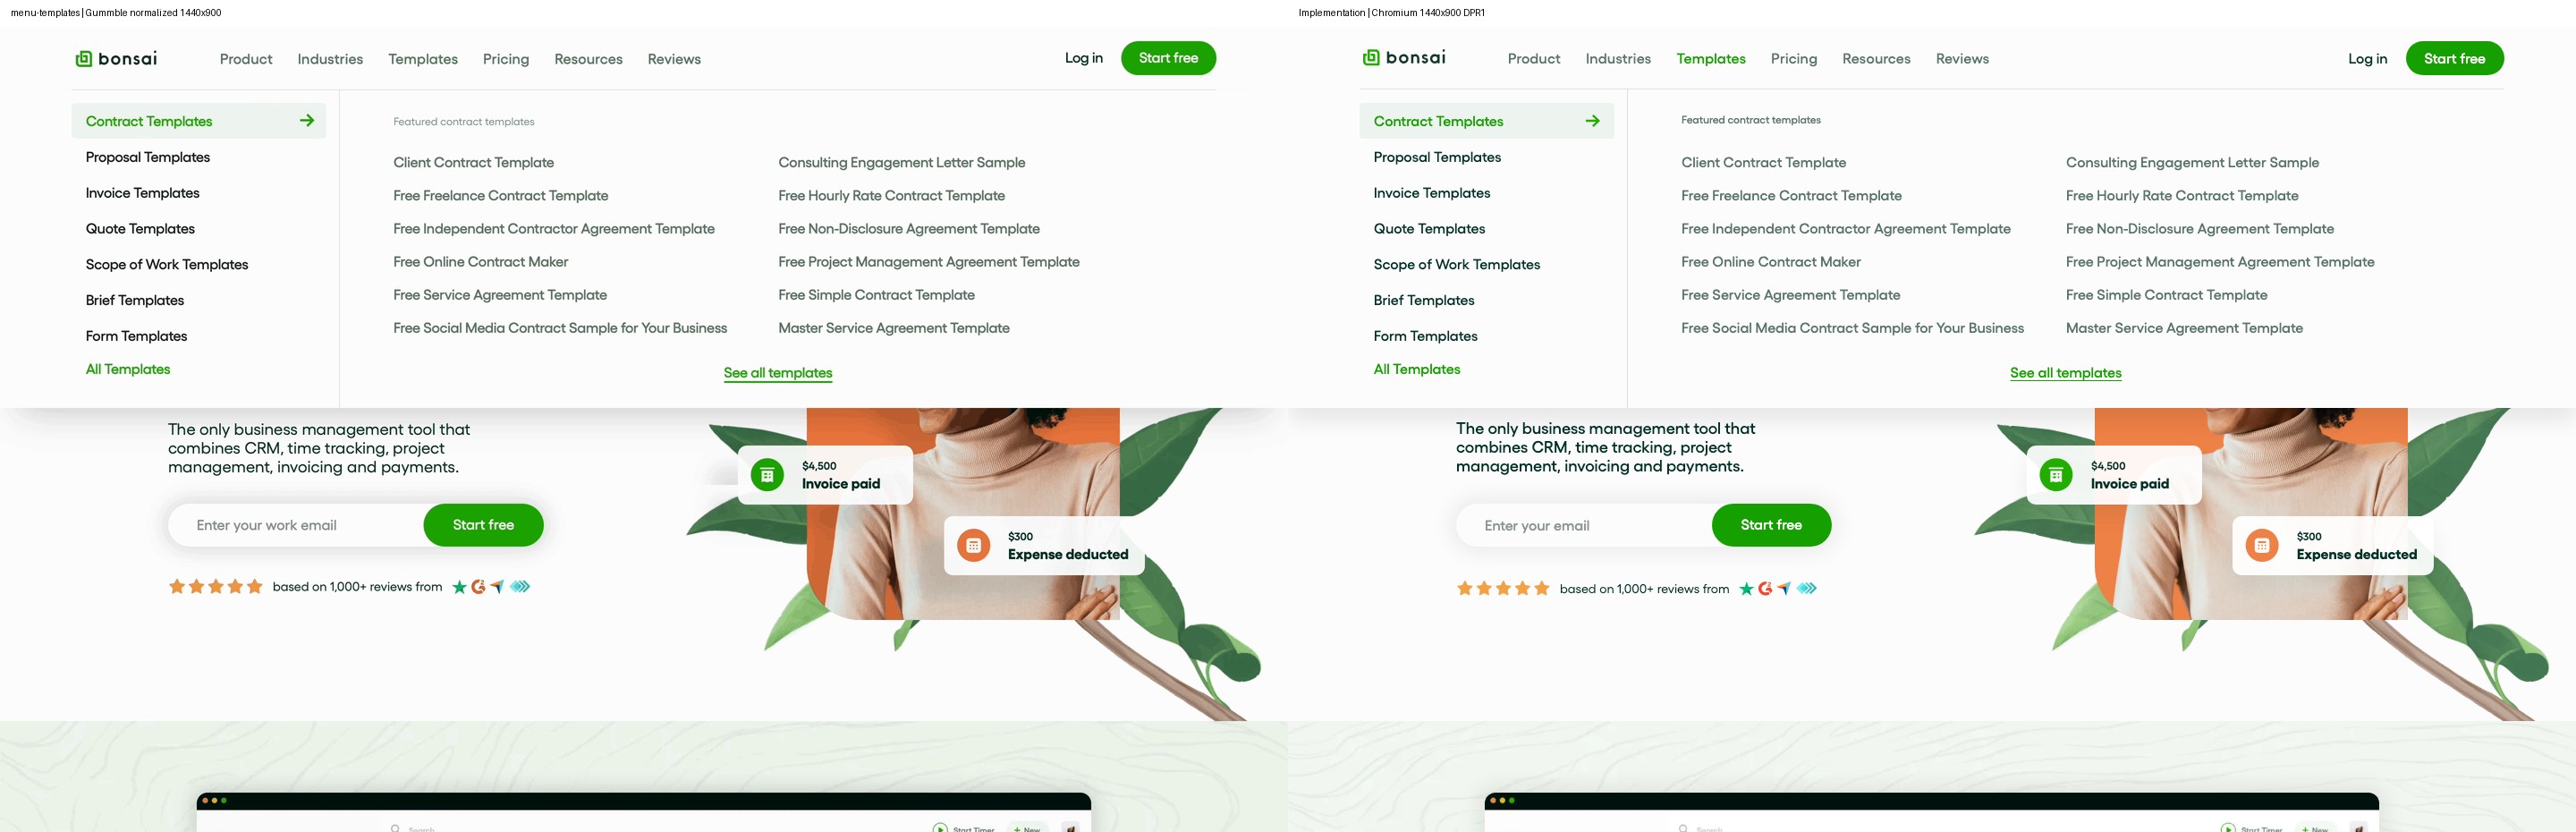 menu-templates | Gummble normalized 1440x900
bonsai Product Industries Templates Pricing Resources Reviews Log in Start free
Contract Templates
Proposal Templates
Invoice Templates
Quote Templates
Scope of Work Templates
Brief Templates
Form Templates
All Templates
Featured contract templates
Client Contract Template
Free Freelance Contract Template
Free Independent Contractor Agreement Template
Free Online Contract Maker
Free Service Agreement Template
Free Social Media Contract Sample for Your Business
Consulting Engagement Letter Sample
Free Hourly Rate Contract Template
Free Non-Disclosure Agreement Template
Free Project Management Agreement Template
Free Simple Contract Template
Master Service Agreement Template
See all templates
The only business management tool that
combines CRM, time tracking, project
management, invoicing and payments.
Enter your work email Start free
based on 1,000+ reviews from
$4,500
Invoice paid
$300
Expense deducted
Search Start Timer + New
Implementation | Chromium 1440x900 DPR1
bonsai Product Industries Templates Pricing Resources Reviews Log in Start free
Contract Templates
Proposal Templates
Invoice Templates
Quote Templates
Scope of Work Templates
Brief Templates
Form Templates
All Templates
Featured contract templates
Client Contract Template
Free Freelance Contract Template
Free Independent Contractor Agreement Template
Free Online Contract Maker
Free Service Agreement Template
Free Social Media Contract Sample for Your Business
Consulting Engagement Letter Sample
Free Hourly Rate Contract Template
Free Non-Disclosure Agreement Template
Free Project Management Agreement Template
Free Simple Contract Template
Master Service Agreement Template
See all templates
The only business management tool that
combines CRM, time tracking, project
management, invoicing and payments.
Enter your email Start free
based on 1,000+ reviews from
$4,500
Invoice paid
$300
Expense deducted
Search Start Timer + New